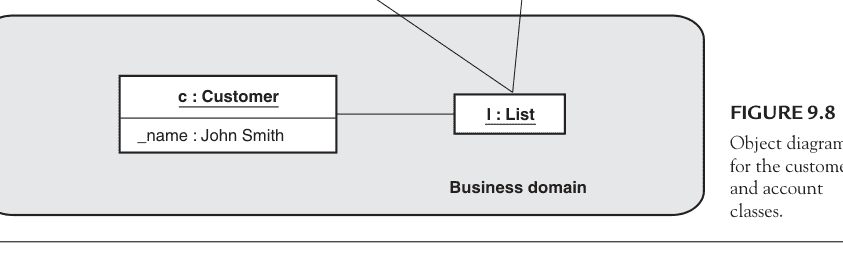 c : Customer
_name : John Smith
l : List
Business domain
FIGURE 9.8
Object diagram
for the custome
and account
classes.